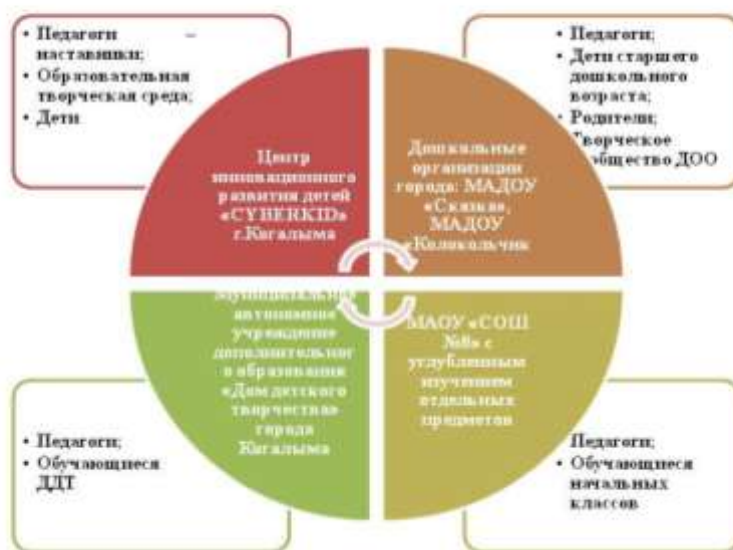 • Педагоги –
наставники;
• Образовательная
творческая среда;
• Дети
• Педагоги;
• Дети старшего
дошкольного
возраста;
• Родители;
• Творческое
ообщество ДОО
Центр
инновационного
развития детей
«CYBERKID»
г.Когалыма
Дошкольные
организации
города: МАДОУ
«Сказка»,
МАДОУ
«Колокольчик
Муниципальное
автономное
учреждение
дополнительног
о образования
«Дом детского
творчества»
города
Когалыма
МАОУ «СОШ
№8» с
углубленным
изучением
отдельных
предметов
• Педагоги;
• Обучающиеся
ДДТ
Педагоги;
• Обучающиеся
начальных
классов